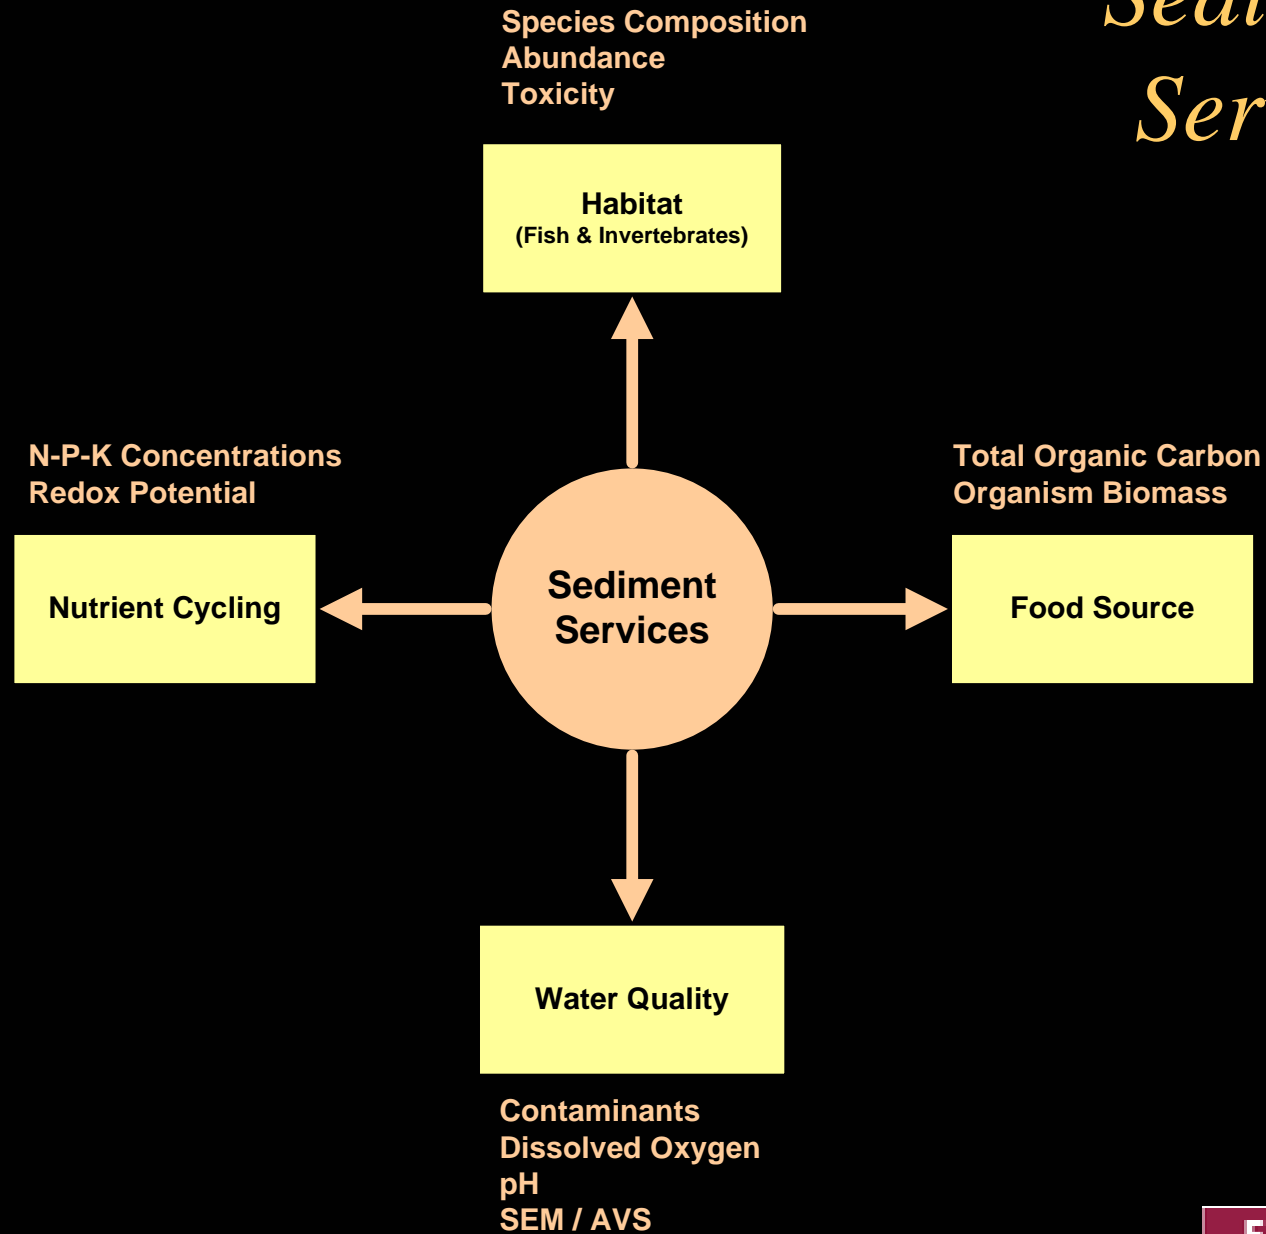 Species Composition
Abundance
Toxicity
Habitat
(Fish & Invertebrates)
N-P-K Concentrations
Redox Potential
Nutrient Cycling
Sediment
Services
Total Organic Carbon
Organism Biomass
Food Source
Water Quality
Contaminants
Dissolved Oxygen
pH
SEM / AVS